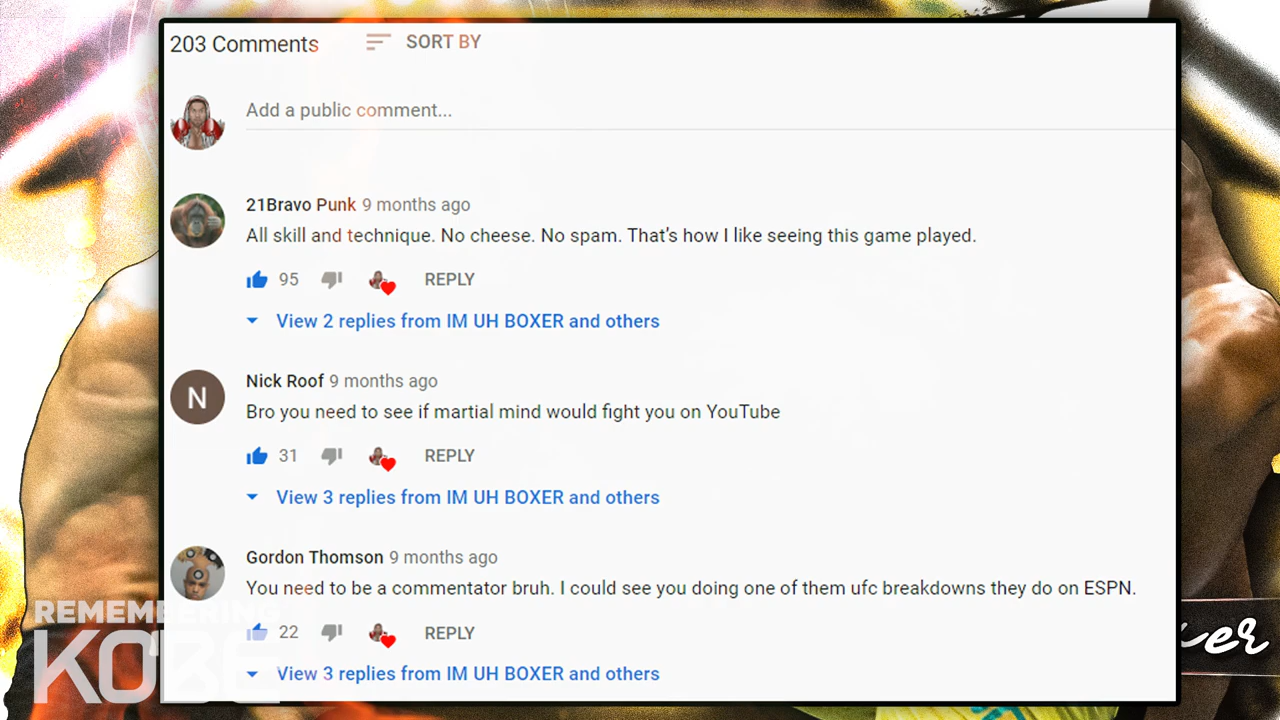 203 Comments
SORT BY
Add a public comment...
21Bravo Punk 9 months ago
All skill and technique. No cheese. No spam. That's how I like seeing this game played.
95 REPLY
View 2 replies from IM UH BOXER and others
N
Nick Roof 9 months ago
Bro you need to see if martial mind would fight you on YouTube
31 REPLY
View 3 replies from IM UH BOXER and others
Gordon Thomson 9 months ago
You need to be a commentator bruh. I could see you doing one of them ufc breakdowns they do on ESPN.
22 REPLY
View 3 replies from IM UH BOXER and others
REMEMBERING
KOBE